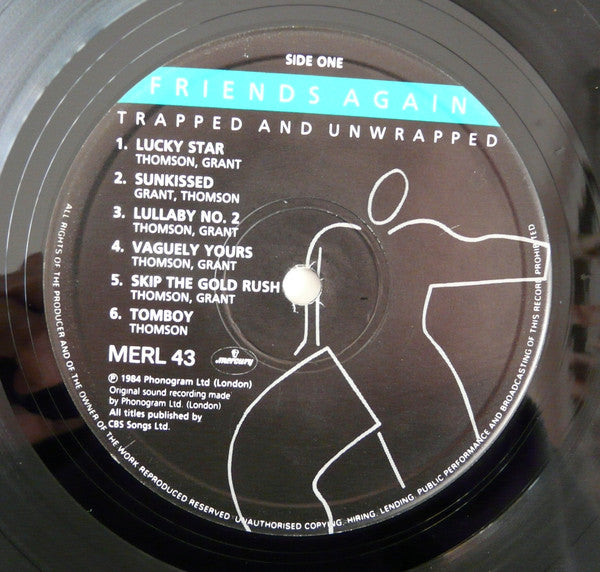 SIDE ONE
FRIENDS AGAIN
TRAPPED AND UNWRAPPED
1. LUCKY STAR
THOMSON, GRANT
2. SUNKISSED
GRANT, THOMSON
3. LULLABY NO. 2
THOMSON, GRANT
4. VAGUELY YOURS
THOMSON, GRANT
5. SKIP THE GOLD RUSH
THOMSON, GRANT
6. TOMBOY
THOMSON
MERL 43
mercury
℗ 1984 Phonogram Ltd (London)
Original sound recording made
by Phonogram Ltd. (London)
All titles published by
CBS Songs Ltd.
ALL RIGHTS OF THE PRODUCER AND OF THE OWNER OF THE WORK REPRODUCED RESERVED. UNAUTHORISED COPYING, HIRING, LENDING, PUBLIC PERFORMANCE AND BROADCASTING OF THIS RECORD PROHIBITED